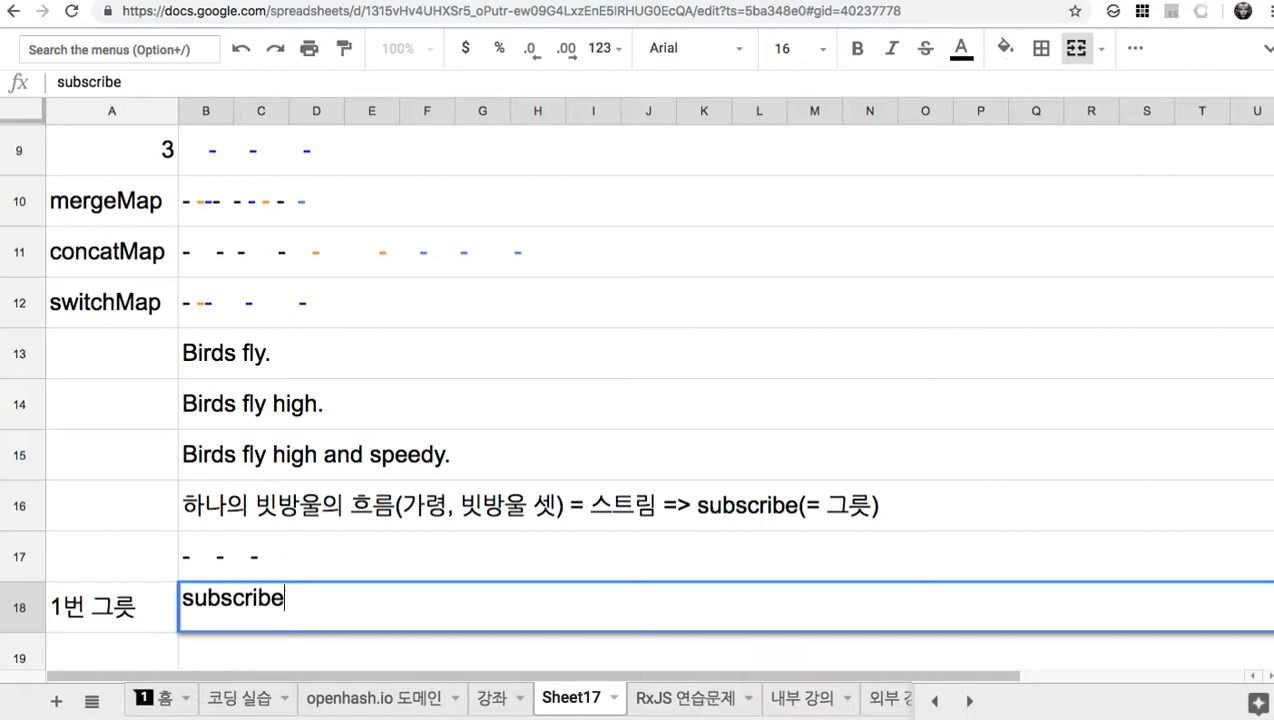 https://docs.google.com/spreadsheets/d/1315vHv4UHXSr5_oPutr-ew09G4LxzEnE5lRHUG0EcQA/edit?ts=5ba348e0#gid=40237778
Search the menus (Option+/) 100% $ % .0 .00 123 Arial 16 B I S A
fx subscribe
A B C D E F G H I J K L M N O P Q R S T U
9 3 - - -
10 mergeMap - --- - - - - -
11 concatMap - - - - - - - - -
12 switchMap - -- - -
13 Birds fly.
14 Birds fly high.
15 Birds fly high and speedy.
16 하나의 빗방울의 흐름(가령, 빗방울 셋) = 스트림 => subscribe(= 그릇)
17 - - -
18 1번 그릇 subscribe
19
1 홈 코딩 실습 openhash.io 도메인 강좌 Sheet17 RxJS 연습문제 내부 강의 외부